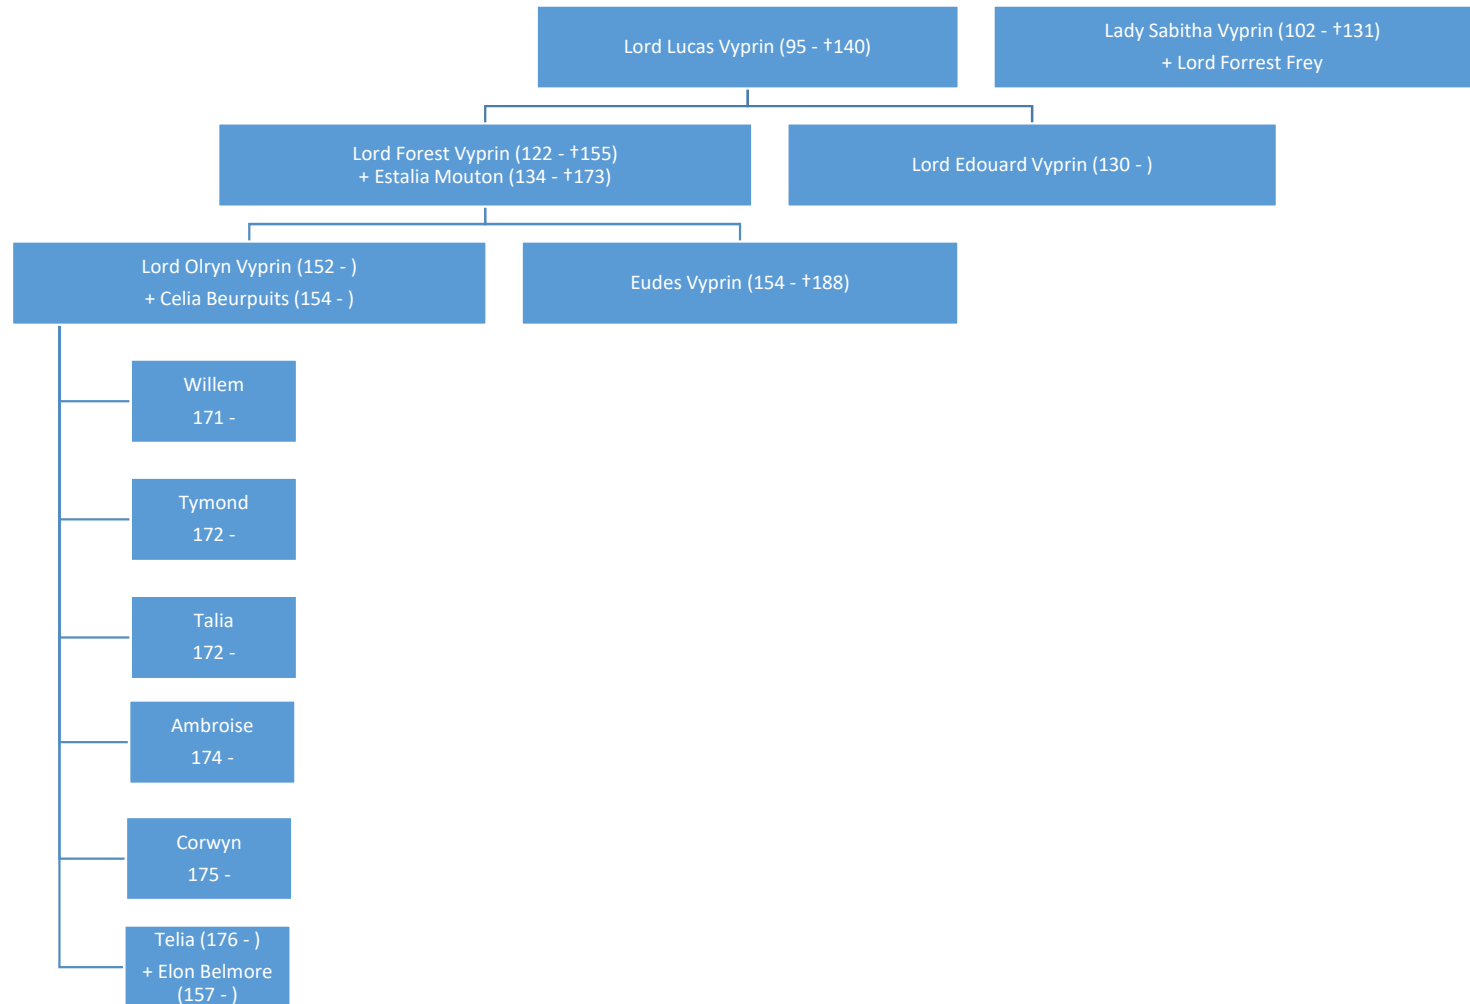 Lord Lucas Vyprin (95 - †140)
Lady Sabitha Vyprin (102 - †131)
+ Lord Forrest Frey
Lord Forest Vyprin (122 - †155)
+ Estalia Mouton (134 - †173)
Lord Edouard Vyprin (130 - )
Lord Olryn Vyprin (152 - )
+ Celia Beurpuits (154 - )
Eudes Vyprin (154 - †188)
Willem
171 -
Tymond
172 -
Talia
172 -
Ambroise
174 -
Corwyn
175 -
Telia (176 - )
+ Elon Belmore
(157 - )